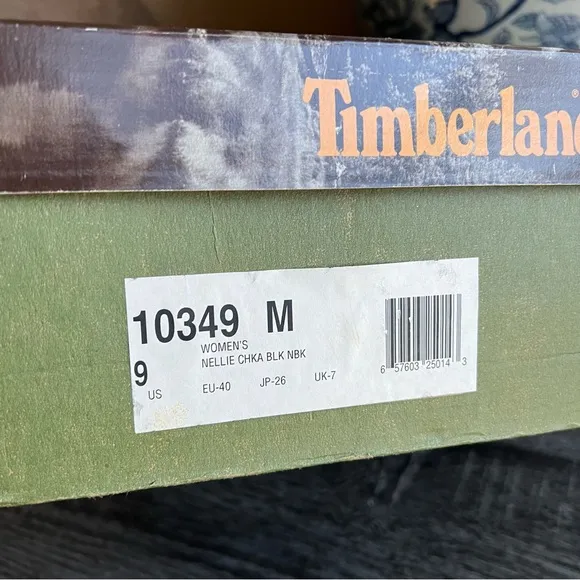 Timberland®
10349 M
WOMEN'S
NELLIE CHKA BLK NBK
9 US EU-40 JP-26 UK-7
6 57603 25014 3